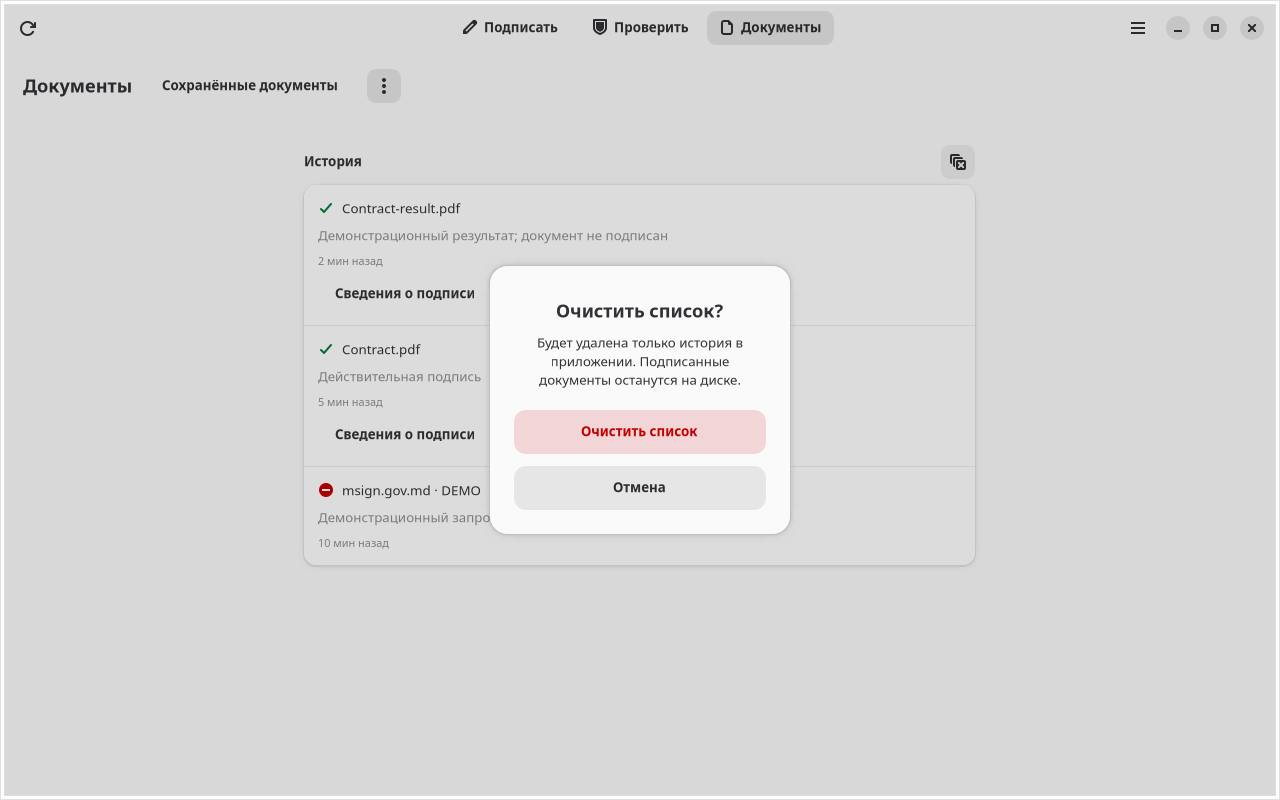 Подписать
Проверить
Документы
Документы
Сохранённые документы
История
Contract-result.pdf
Демонстрационный результат; документ не подписан
2 мин назад
Сведения о подписи
Contract.pdf
Действительная подпись
5 мин назад
Сведения о подписи
msign.gov.md · DEMO
Демонстрационный запро
10 мин назад
Очистить список?
Будет удалена только история в
приложении. Подписанные
документы останутся на диске.
Очистить список
Отмена